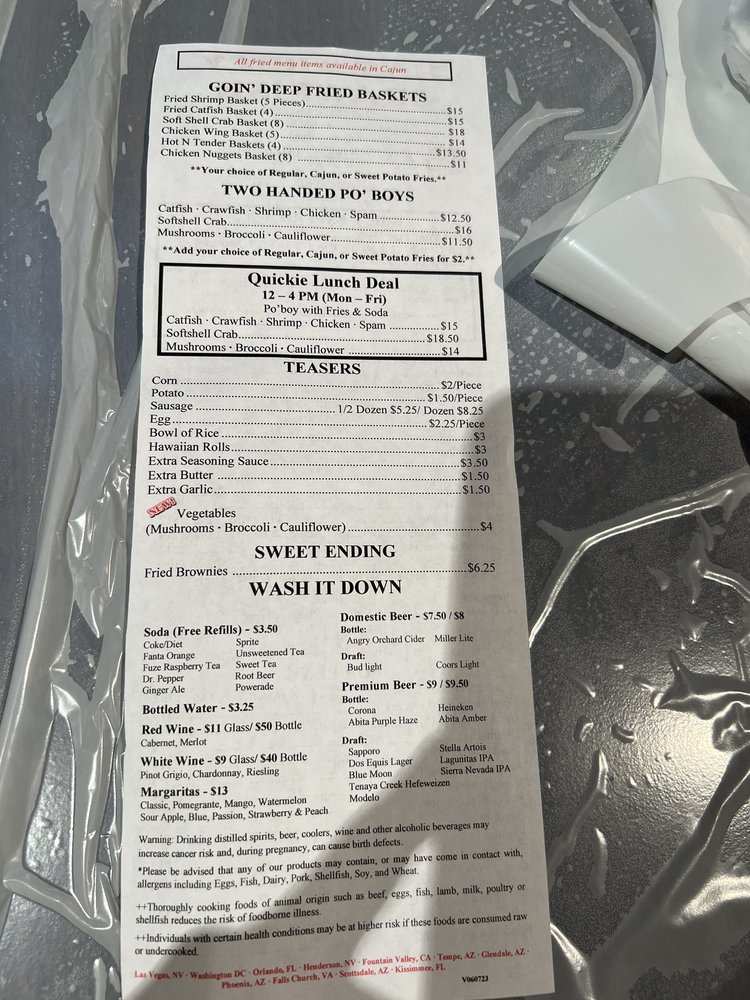 All fried menu items available in Cajun
GOIN' DEEP FRIED BASKETS
Fried Shrimp Basket (5 Pieces)..........$15
Fried Catfish Basket (4)..........$15
Soft Shell Crab Basket (8) ..........$18
Chicken Wing Basket (5)..........$14
Hot N Tender Baskets (4) ..........$13.50
Chicken Nuggets Basket (8) ..........$11
**Your choice of Regular, Cajun, or Sweet Potato Fries.**
TWO HANDED PO' BOYS
Catfish · Crawfish · Shrimp · Chicken · Spam ..........$12.50
Softshell Crab..........$16
Mushrooms · Broccoli · Cauliflower..........$11.50
**Add your choice of Regular, Cajun, or Sweet Potato Fries for $2.**
Quickie Lunch Deal
12 – 4 PM (Mon – Fri)
Po'boy with Fries & Soda
Catfish · Crawfish · Shrimp · Chicken · Spam ..........$15
Softshell Crab..........$18.50
Mushrooms · Broccoli · Cauliflower ..........$14
TEASERS
Corn ..........$2/Piece
Potato ..........$1.50/Piece
Sausage .......... 1/2 Dozen $5.25/ Dozen $8.25
Egg..........$2.25/Piece
Bowl of Rice ..........$3
Hawaiian Rolls..........$3
Extra Seasoning Sauce..........$3.50
Extra Butter ..........$1.50
Extra Garlic..........$1.50
NEW! Vegetables
(Mushrooms · Broccoli · Cauliflower)..........$4
SWEET ENDING
Fried Brownies ..........$6.25
WASH IT DOWN
Soda (Free Refills) – $3.50
Coke/Diet Sprite
Fanta Orange Unsweetened Tea
Fuze Raspberry Tea Sweet Tea
Dr. Pepper Root Beer
Ginger Ale Powerade
Bottled Water – $3.25
Red Wine – $11 Glass/ $50 Bottle
Cabernet, Merlot
White Wine – $9 Glass/ $40 Bottle
Pinot Grigio, Chardonnay, Riesling
Margaritas – $13
Classic, Pomegrante, Mango, Watermelon
Sour Apple, Blue, Passion, Strawberry & Peach
Domestic Beer – $7.50 / $8
Bottle:
Angry Orchard Cider Miller Lite
Draft:
Bud light Coors Light
Premium Beer – $9 / $9.50
Bottle:
Corona Heineken
Abita Purple Haze Abita Amber
Draft:
Sapporo Stella Artois
Dos Equis Lager Lagunitas IPA
Blue Moon Sierra Nevada IPA
Tenaya Creek Hefeweizen
Modelo
Warning: Drinking distilled spirits, beer, coolers, wine and other alcoholic beverages may
increase cancer risk and, during pregnancy, can cause birth defects.
*Please be advised that any of our products may contain, or may have come in contact with,
allergens including Eggs, Fish, Dairy, Pork, Shellfish, Soy, and Wheat.
++Thoroughly cooking foods of animal origin such as beef, eggs, fish, lamb, milk, poultry or
shellfish reduces the risk of foodborne illness.
++Individuals with certain health conditions may be at higher risk if these foods are consumed raw
or undercooked.
Las Vegas, NV · Washington DC · Orlando, FL · Henderson, NV · Fountain Valley, CA · Tempe, AZ · Glendale, AZ ·
Phoenix, AZ · Falls Church, VA · Scottsdale, AZ · Kissimmee, FL
V060723